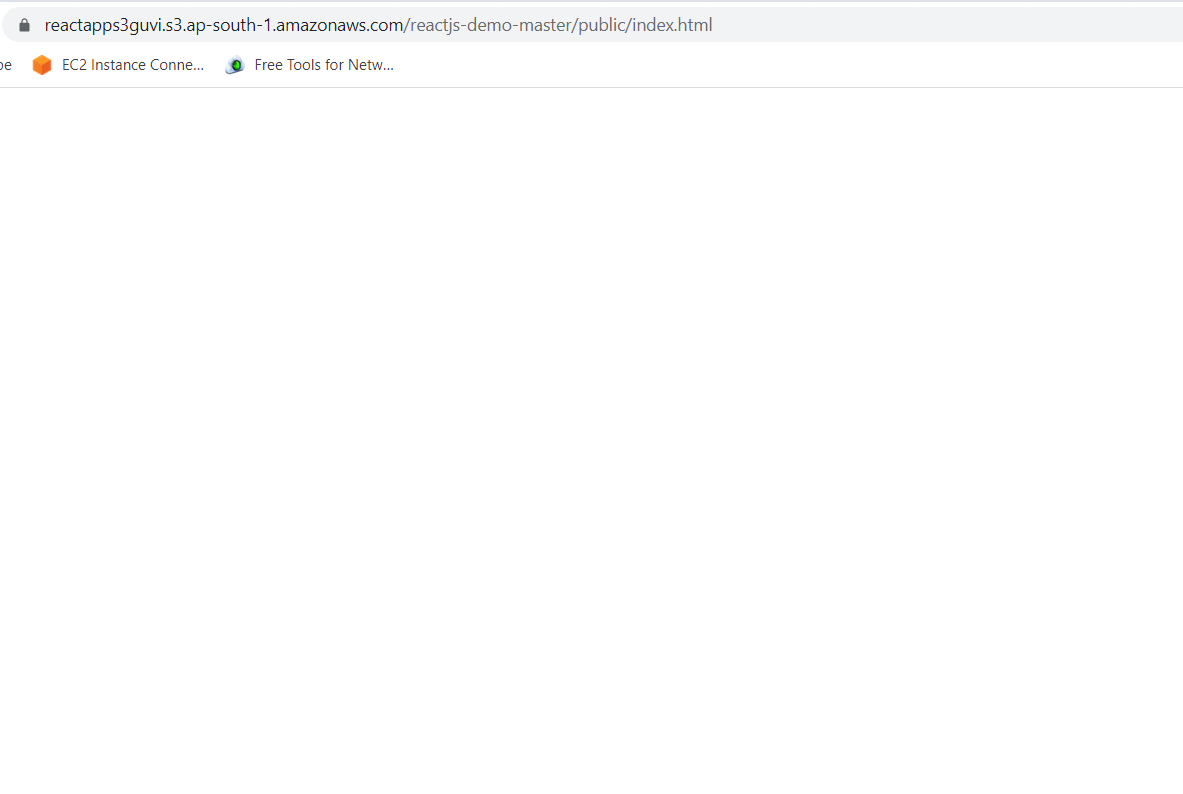 reactapps3guvi.s3.ap-south-1.amazonaws.com/reactjs-demo-master/public/index.html
be EC2 Instance Conne... Free Tools for Netw...